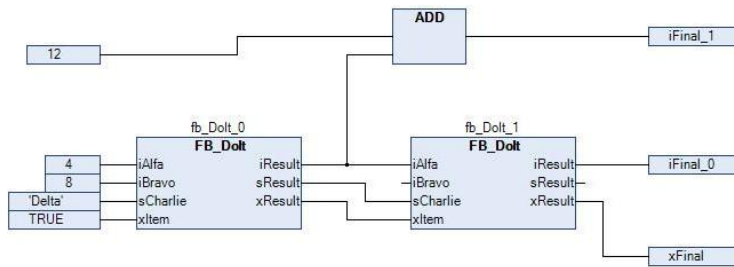 ADD
12
iFinal_1
fb_DoIt_0
fb_DoIt_1
FB_DoIt
FB_DoIt
4
iAlfa
iResult
iAlfa
iResult
iFinal_0
8
iBravo
sResult
iBravo
sResult
'Delta'
sCharlie
xResult
sCharlie
xResult
TRUE
xItem
xItem
xFinal